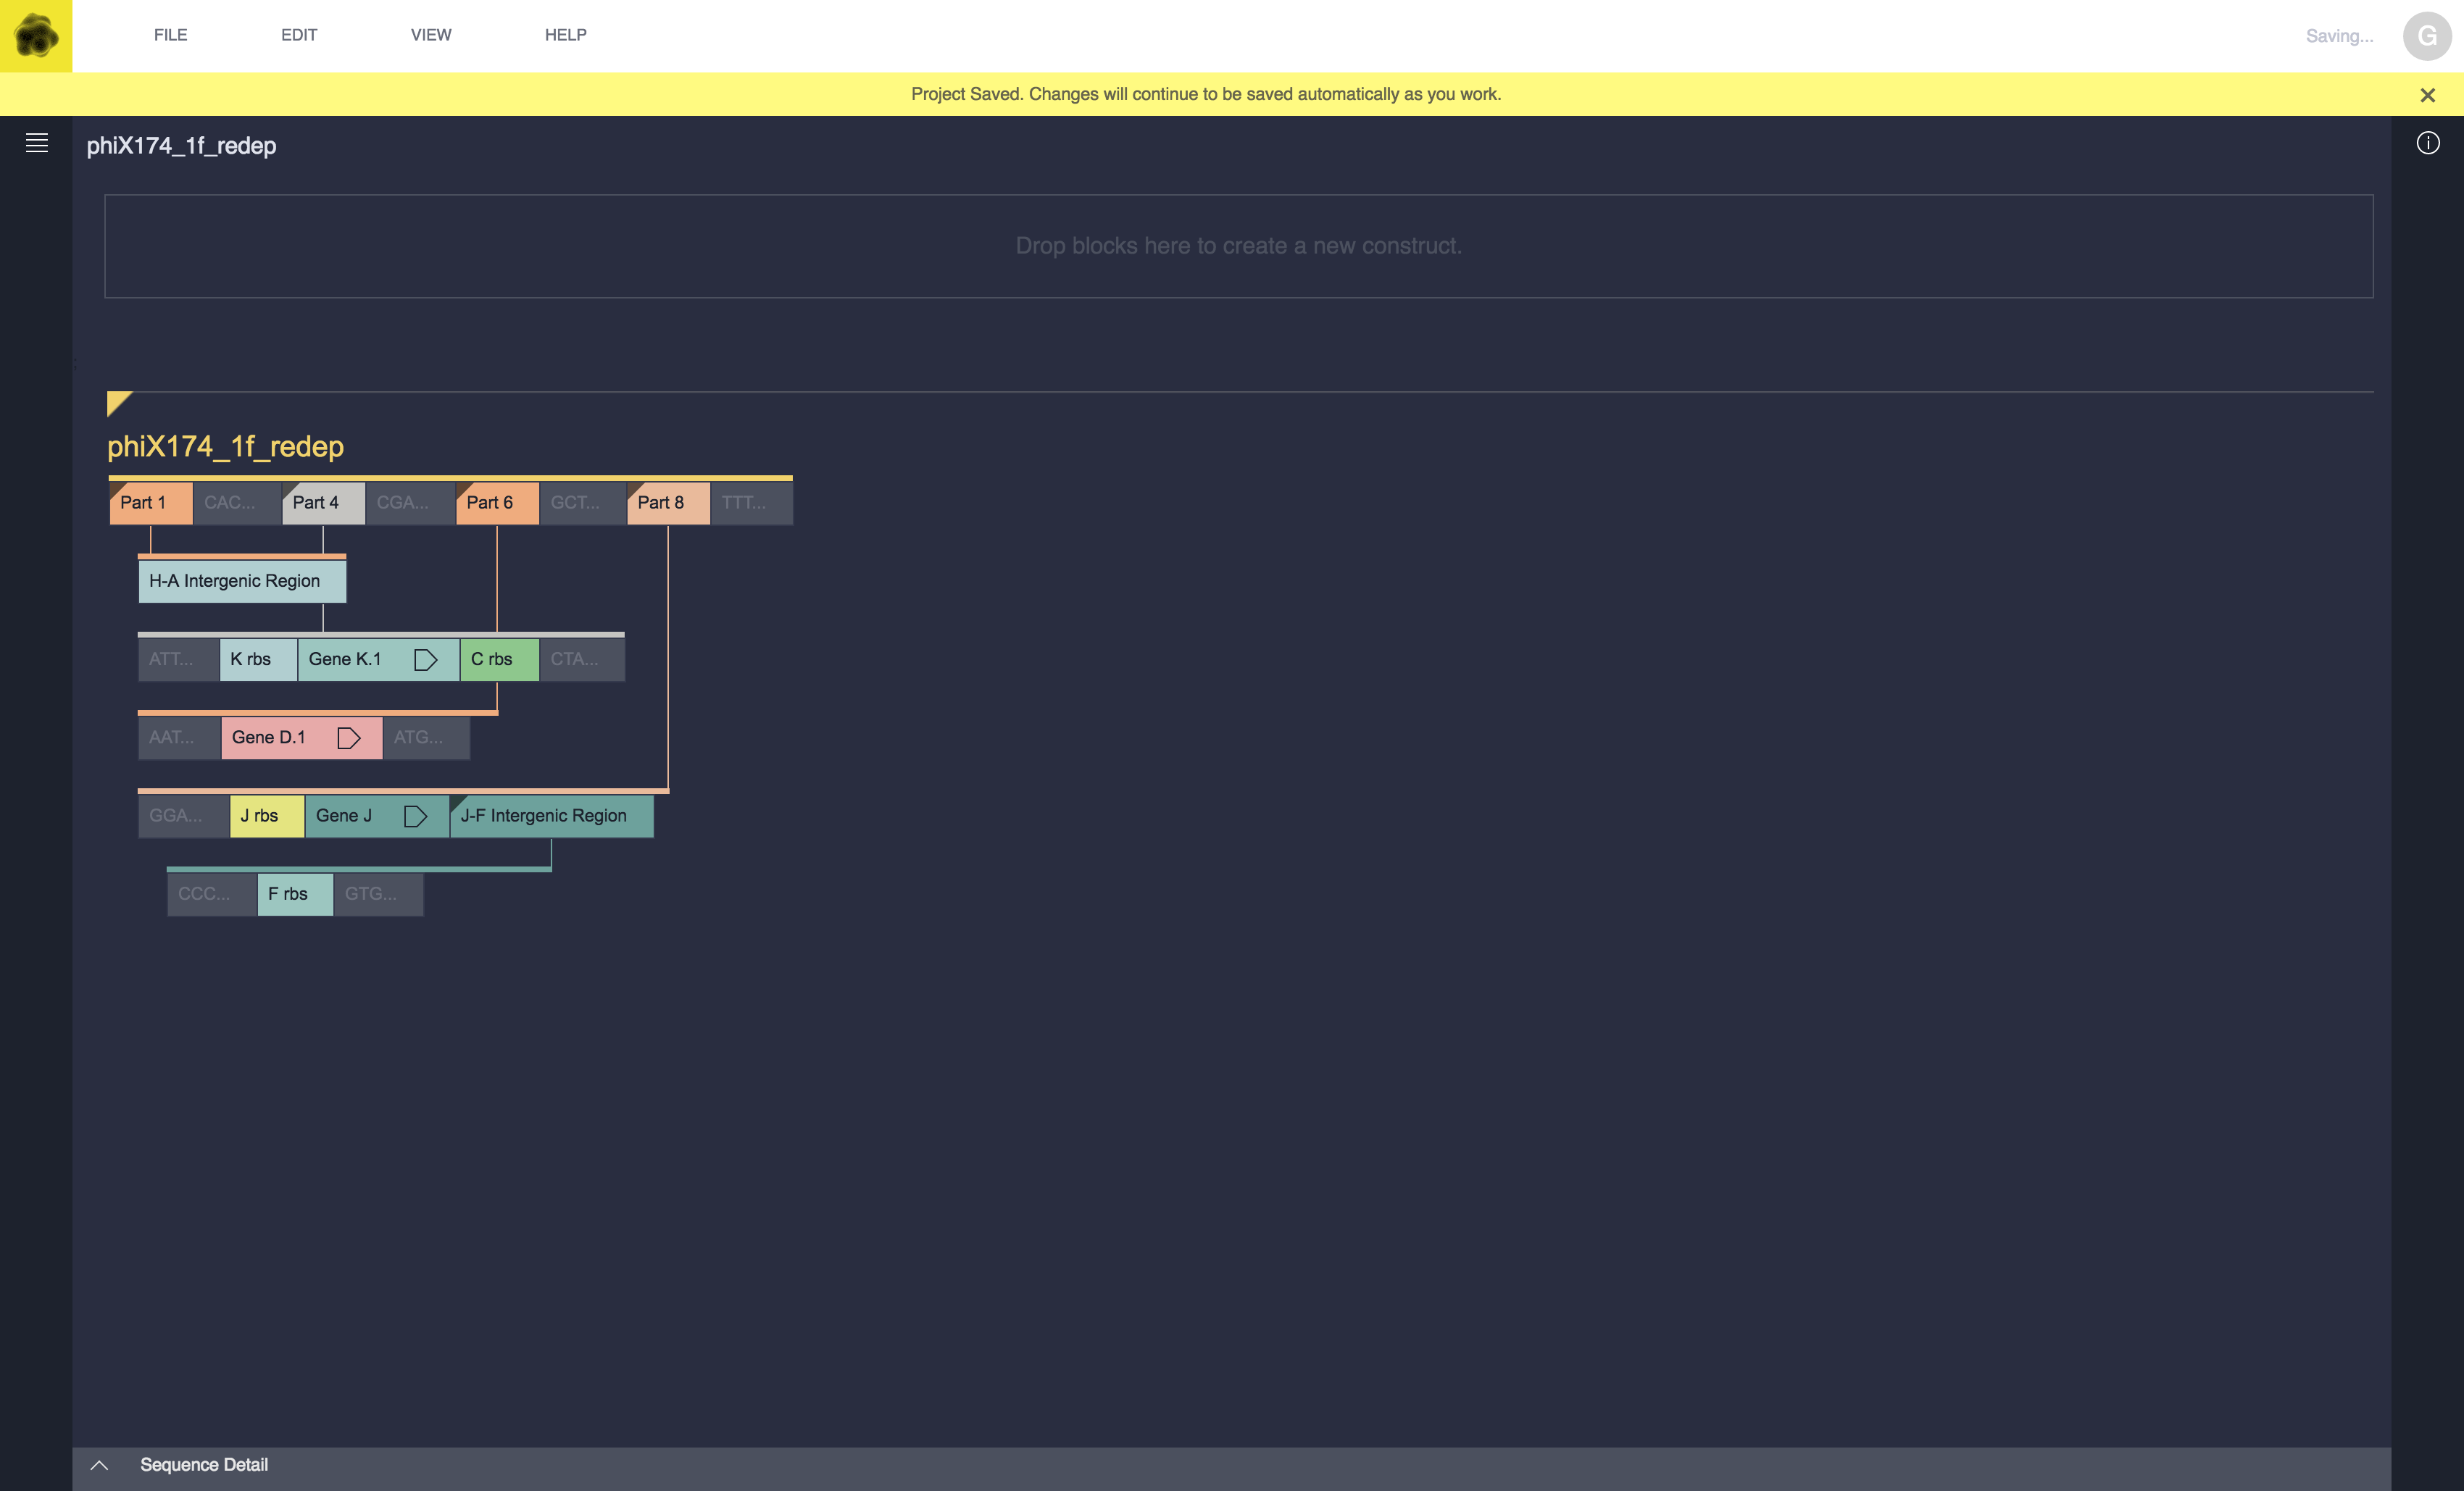 FILE EDIT VIEW HELP Saving... G
Project Saved. Changes will continue to be saved automatically as you work.
phiX174_1f_redep
Drop blocks here to create a new construct.
phiX174_1f_redep
Part 1 CAC... Part 4 CGA... Part 6 GCT... Part 8 TTT...
H-A Intergenic Region
ATT... K rbs Gene K.1 C rbs CTA...
AAT... Gene D.1 ATG...
GGA... J rbs Gene J J-F Intergenic Region
CCC... F rbs GTG...
Sequence Detail